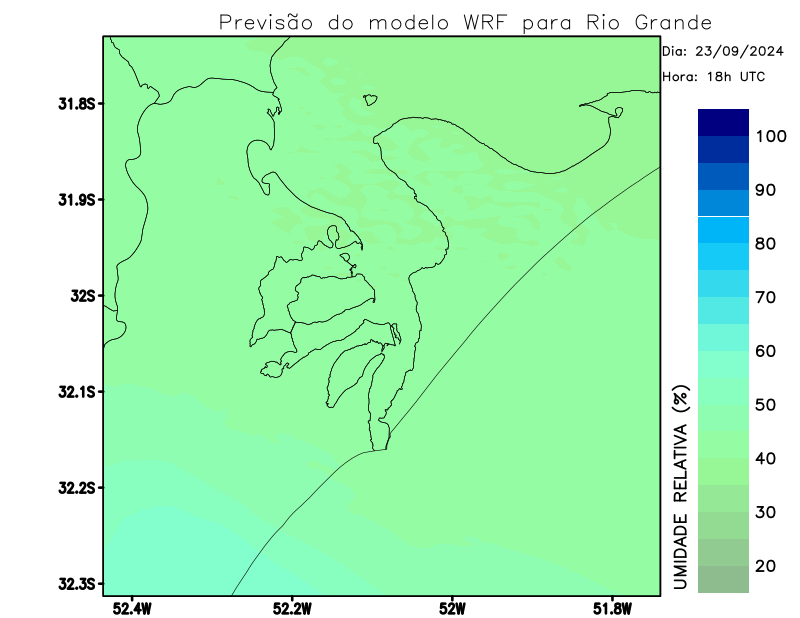 Previsão do modelo WRF para Rio Grande
Dia: 23/09/2024
Hora: 18h UTC
31.8S
31.9S
32S
32.1S
32.2S
32.3S
52.4W
52.2W
52W
51.8W
UMIDADE RELATIVA (%)
100
90
80
70
60
50
40
30
20